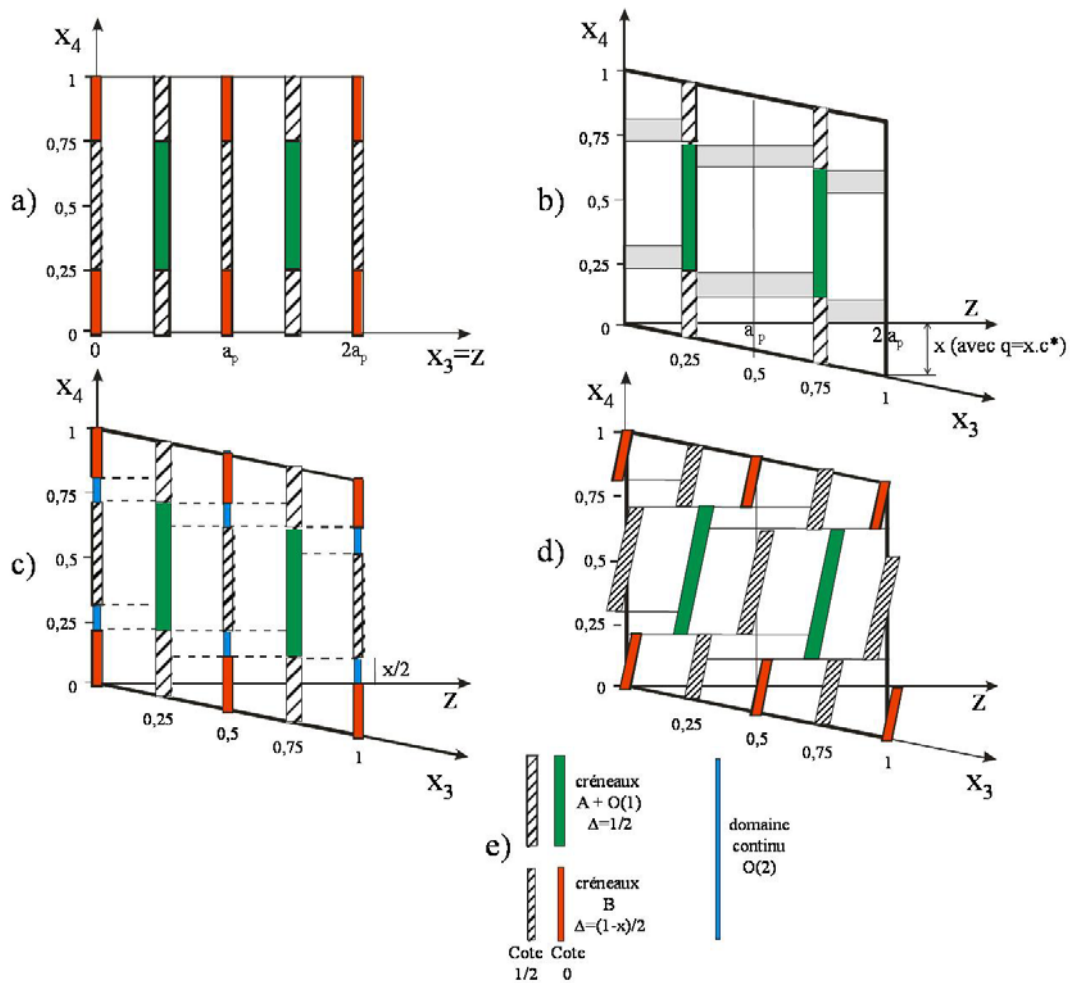 a)
X4
1
0,75
0,5
0,25
0
0
ap
2ap
X3=Z
b)
X4
1
0,75
0,5
0,25
0
Z
ap
2ap
x (avec q=x.c*)
0,25
0,5
0,75
1
X3
c)
X4
1
0,75
0,5
0,25
0
x/2
Z
0,25
0,5
0,75
1
X3
d)
X4
1
0,75
0,5
0,25
0
Z
0,25
0,5
0,75
1
X3
e)
créneaux
A + O(1)
Δ=1/2
créneaux
B
Δ=(1-x)/2
Cote Cote
1/2 0
domaine
continu
O(2)